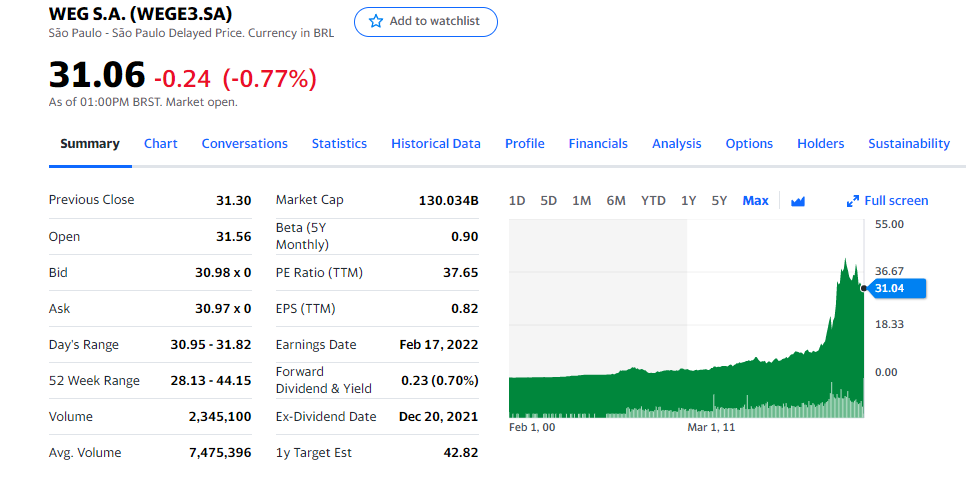 WEG S.A. (WEGE3.SA)
Add to watchlist
São Paulo - São Paulo Delayed Price. Currency in BRL
31.06 -0.24 (-0.77%)
As of 01:00PM BRST. Market open.
Summary Chart Conversations Statistics Historical Data Profile Financials Analysis Options Holders Sustainability
Previous Close 31.30
Open 31.56
Bid 30.98 x 0
Ask 30.97 x 0
Day's Range 30.95 - 31.82
52 Week Range 28.13 - 44.15
Volume 2,345,100
Avg. Volume 7,475,396
Market Cap 130.034B
Beta (5Y
Monthly) 0.90
PE Ratio (TTM) 37.65
EPS (TTM) 0.82
Earnings Date Feb 17, 2022
Forward
Dividend & Yield 0.23 (0.70%)
Ex-Dividend Date Dec 20, 2021
1y Target Est 42.82
1D 5D 1M 6M YTD 1Y 5Y Max Full screen
55.00
36.67
31.04
18.33
0.00
Feb 1, 00 Mar 1, 11